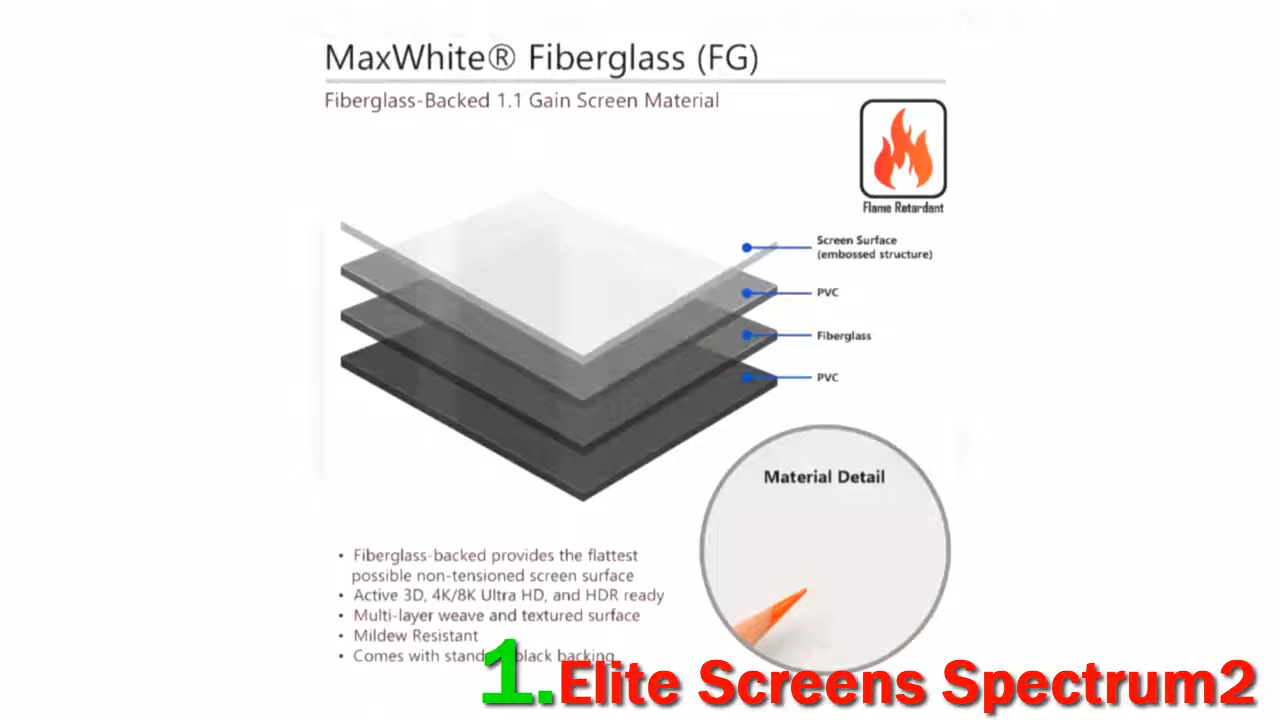 MaxWhite® Fiberglass (FG)
Fiberglass-Backed 1.1 Gain Screen Material
Flame Retardant
Screen Surface
(embossed structure)
PVC
Fiberglass
PVC
Material Detail
• Fiberglass-backed provides the flattest
possible non-tensioned screen surface
• Active 3D, 4K/8K Ultra HD, and HDR ready
• Multi-layer weave and textured surface
• Mildew Resistant
• Comes with stand black backing
1.Elite Screens Spectrum2